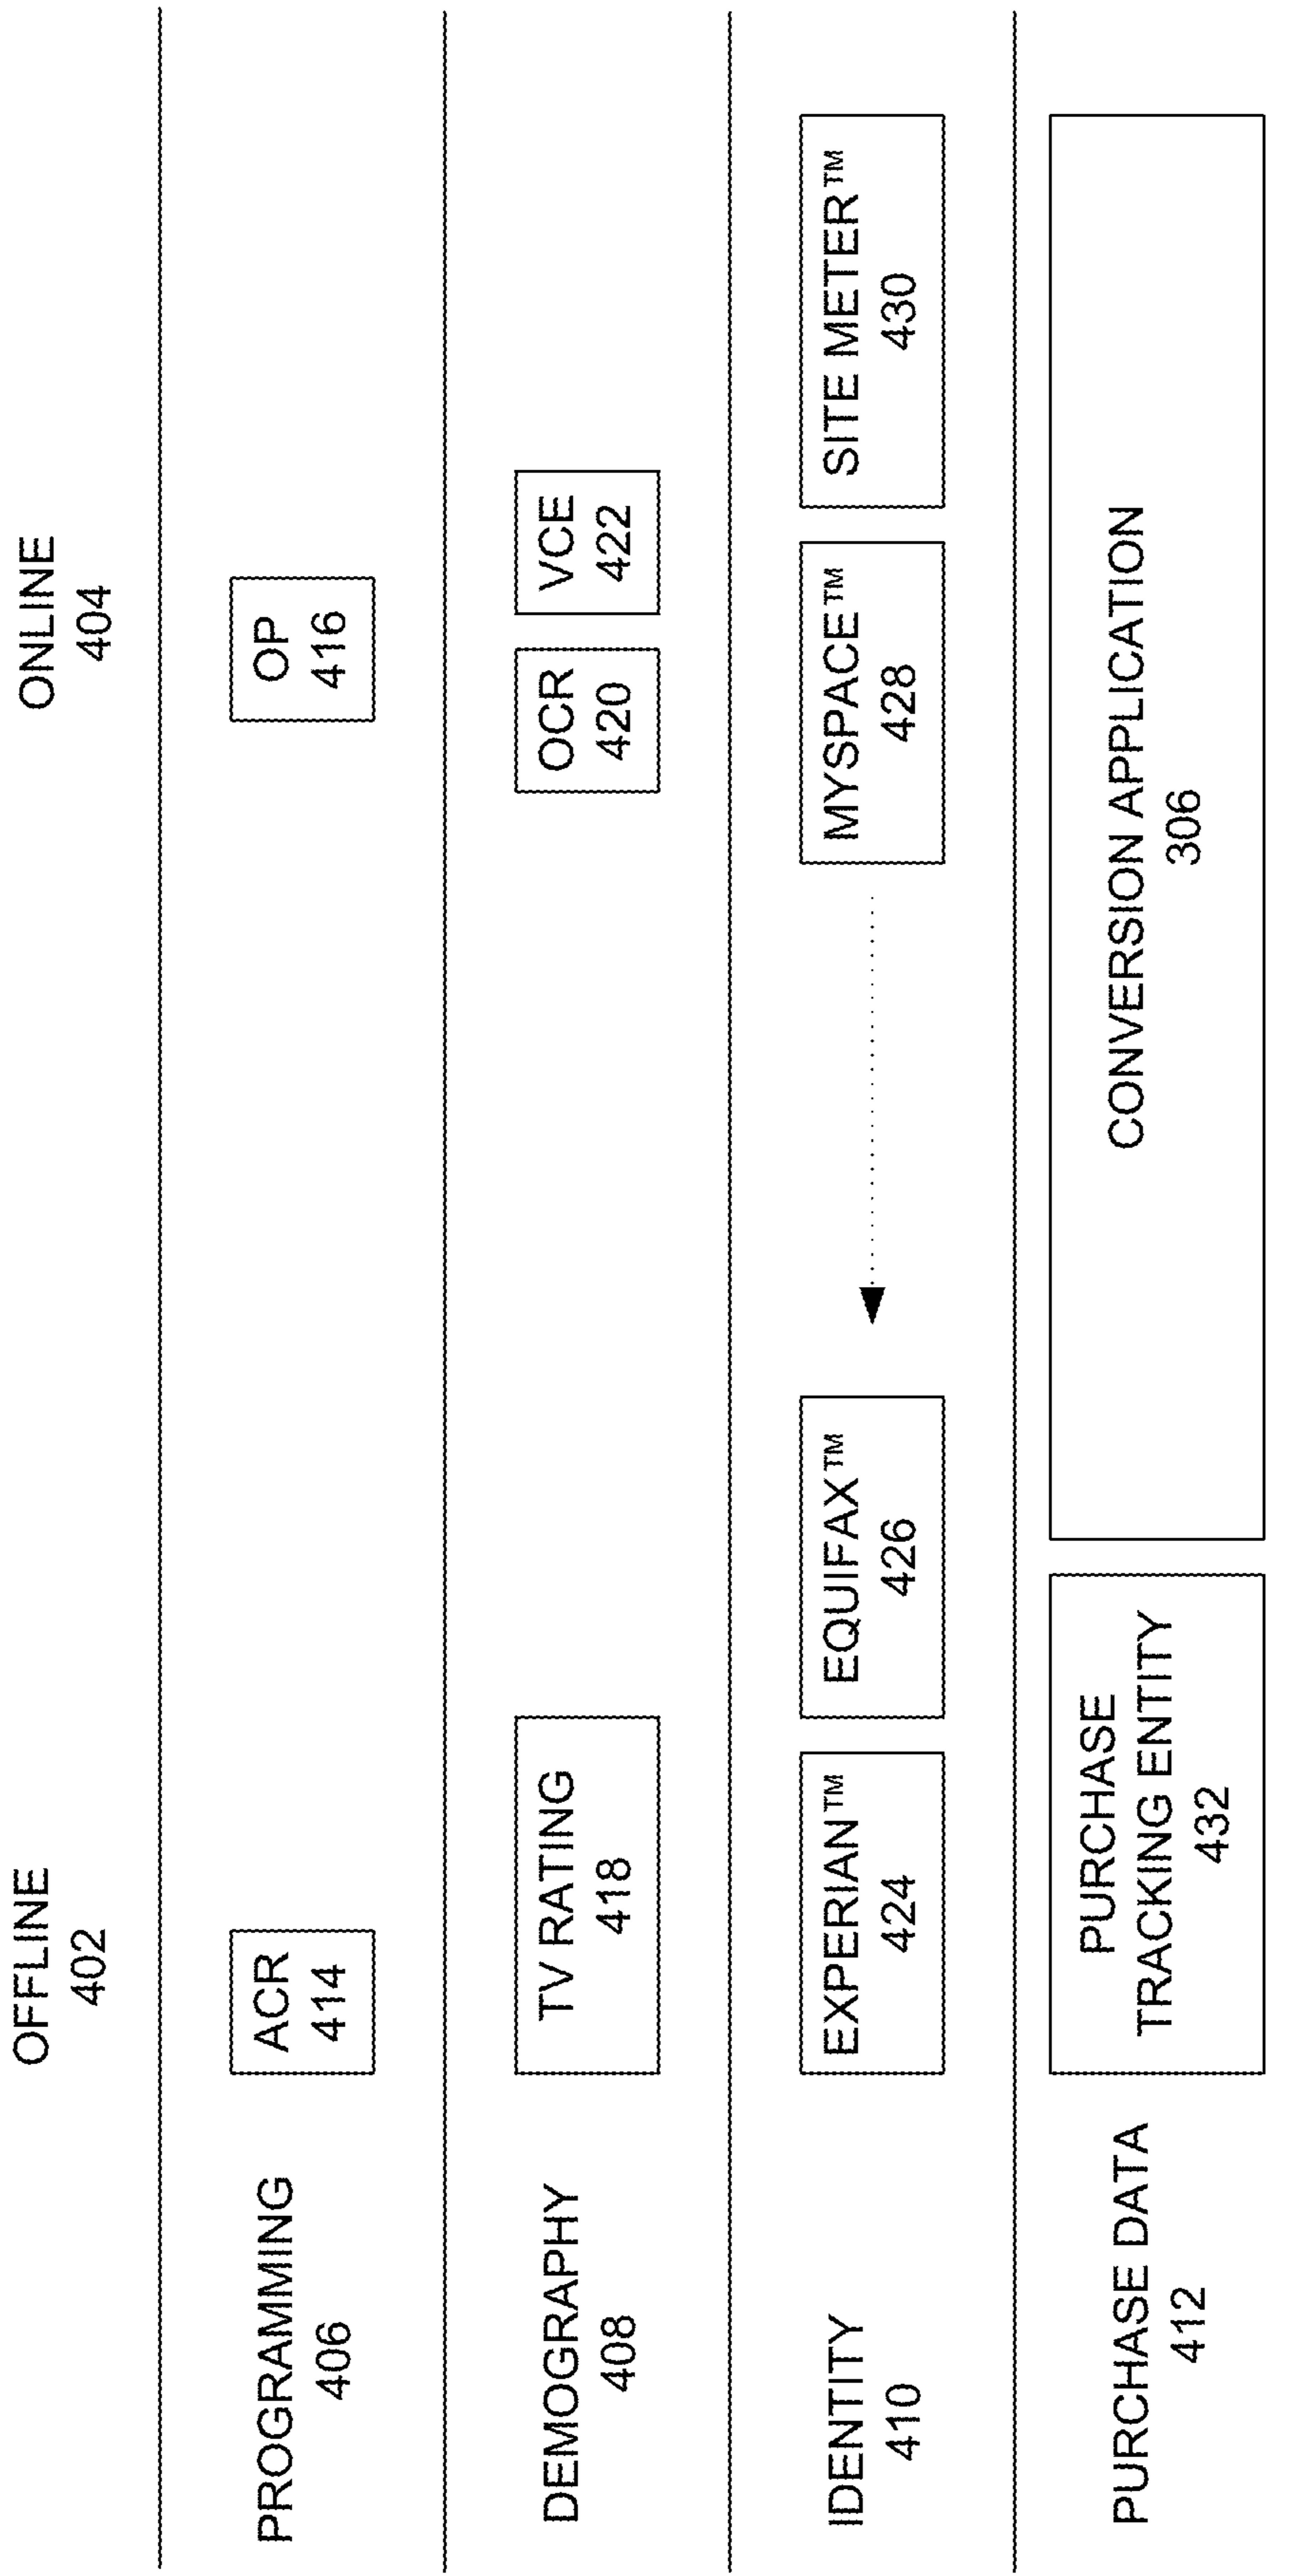 OFFLINE
402
ONLINE
404
PROGRAMMING
406
ACR
414
OP
416
DEMOGRAPHY
408
TV RATING
418
OCR
420
VCE
422
IDENTITY
410
EXPERIAN™
424
EQUIFAX™
426
MYSPACE™
428
SITE METER™
430
PURCHASE DATA
412
PURCHASE
TRACKING ENTITY
432
CONVERSION APPLICATION
306